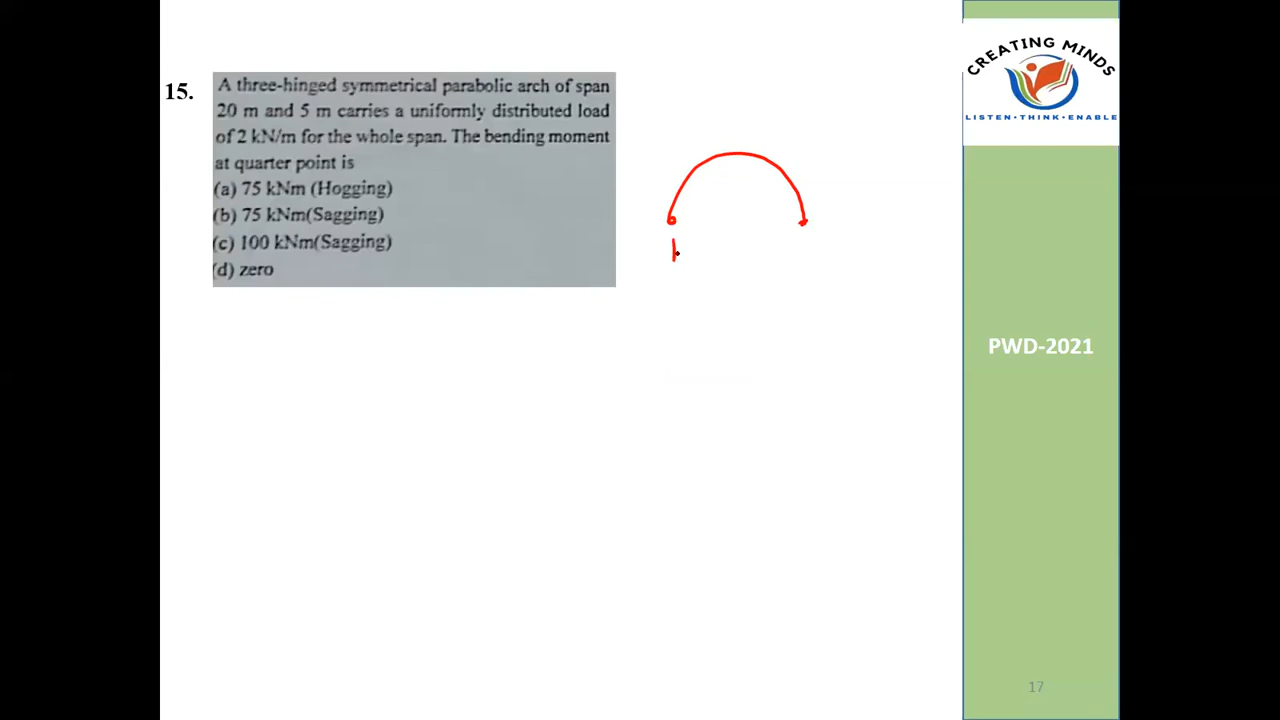 CREATING MINDS
LISTEN•THINK•ENABLE
15.
A three-hinged symmetrical parabolic arch of span
20 m and 5 m carries a uniformly distributed load
of 2 kN/m for the whole span. The bending moment
at quarter point is
(a) 75 kNm (Hogging)
(b) 75 kNm(Sagging)
(c) 100 kNm(Sagging)
(d) zero
PWD-2021
17